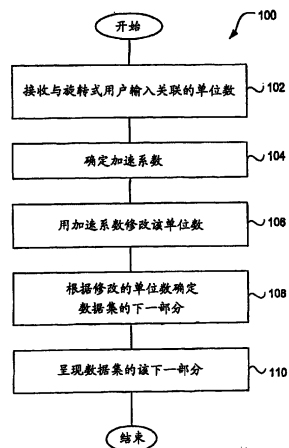 开始
100
接收与旋转式用户输入关联的单位数
102
确定加速系数
104
用加速系数修改该单位数
106
根据修改的单位数确定
数据集的下一部分
108
呈现数据集的该下一部分
110
结束